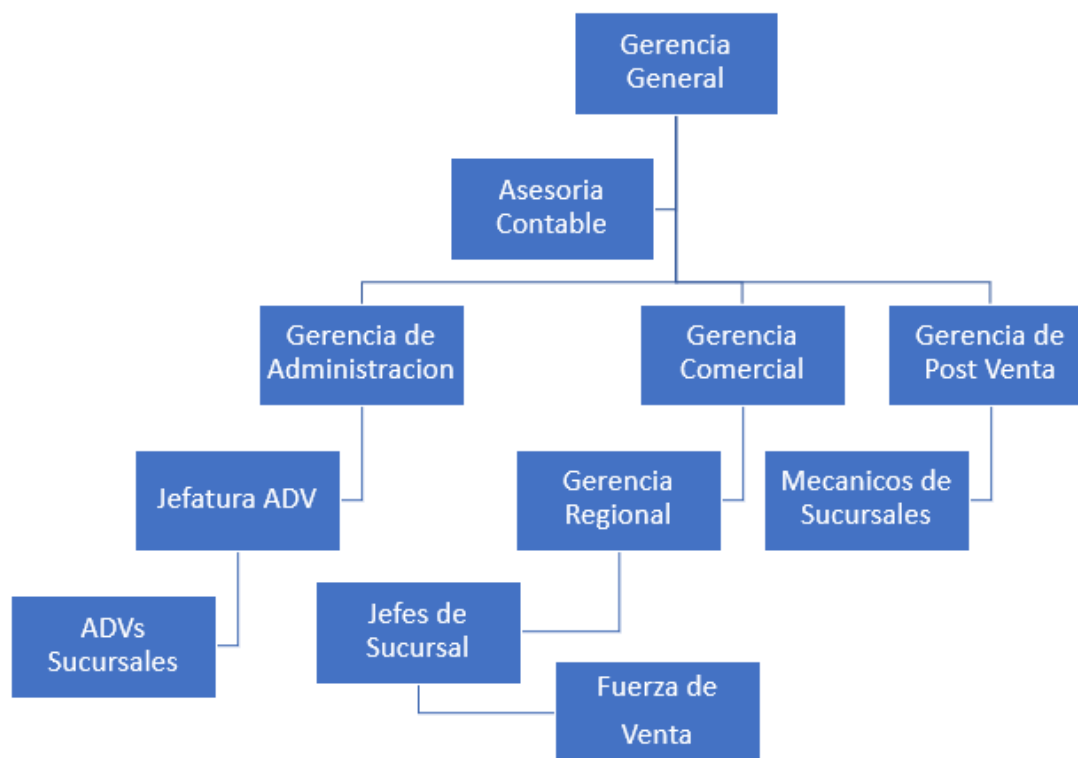 Gerencia
General
Asesoria
Contable
Gerencia de
Administracion
Gerencia
Comercial
Gerencia de
Post Venta
Jefatura ADV
Gerencia
Regional
Mecanicos de
Sucursales
ADVs
Sucursales
Jefes de
Sucursal
Fuerza de
Venta